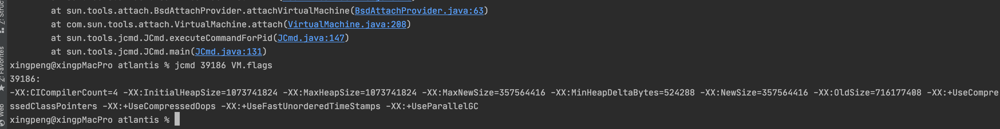 at sun.tools.attach.BsdAttachProvider.attachVirtualMachine(BsdAttachProvider.java:63)
at com.sun.tools.attach.VirtualMachine.attach(VirtualMachine.java:208)
at sun.tools.jcmd.JCmd.executeCommandForPid(JCmd.java:147)
at sun.tools.jcmd.JCmd.main(JCmd.java:131)
xingpeng@xingpMacPro atlantis % jcmd 39186 VM.flags
39186:
-XX:CICompilerCount=4 -XX:InitialHeapSize=1073741824 -XX:MaxHeapSize=1073741824 -XX:MaxNewSize=357564416 -XX:MinHeapDeltaBytes=524288 -XX:NewSize=357564416 -XX:OldSize=716177408 -XX:+UseCompre
ssedClassPointers -XX:+UseCompressedOops -XX:+UseFastUnorderedTimeStamps -XX:+UseParallelGC
xingpeng@xingpMacPro atlantis %
2: Favorites
Web